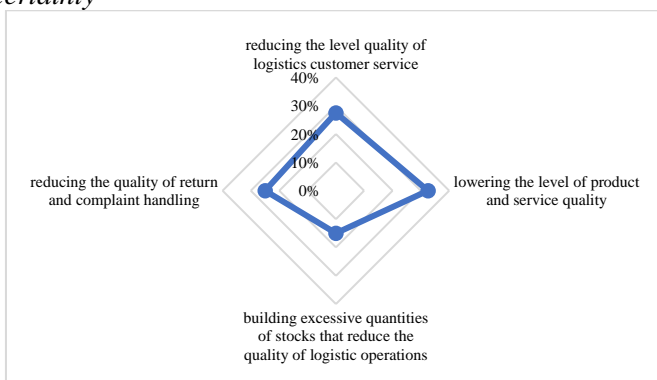 reducing the level quality of
logistics customer service
40%
30%
20%
10%
0%
reducing the quality of return
and complaint handling
lowering the level of product
and service quality
building excessive quantities
of stocks that reduce the
quality of logistic operations